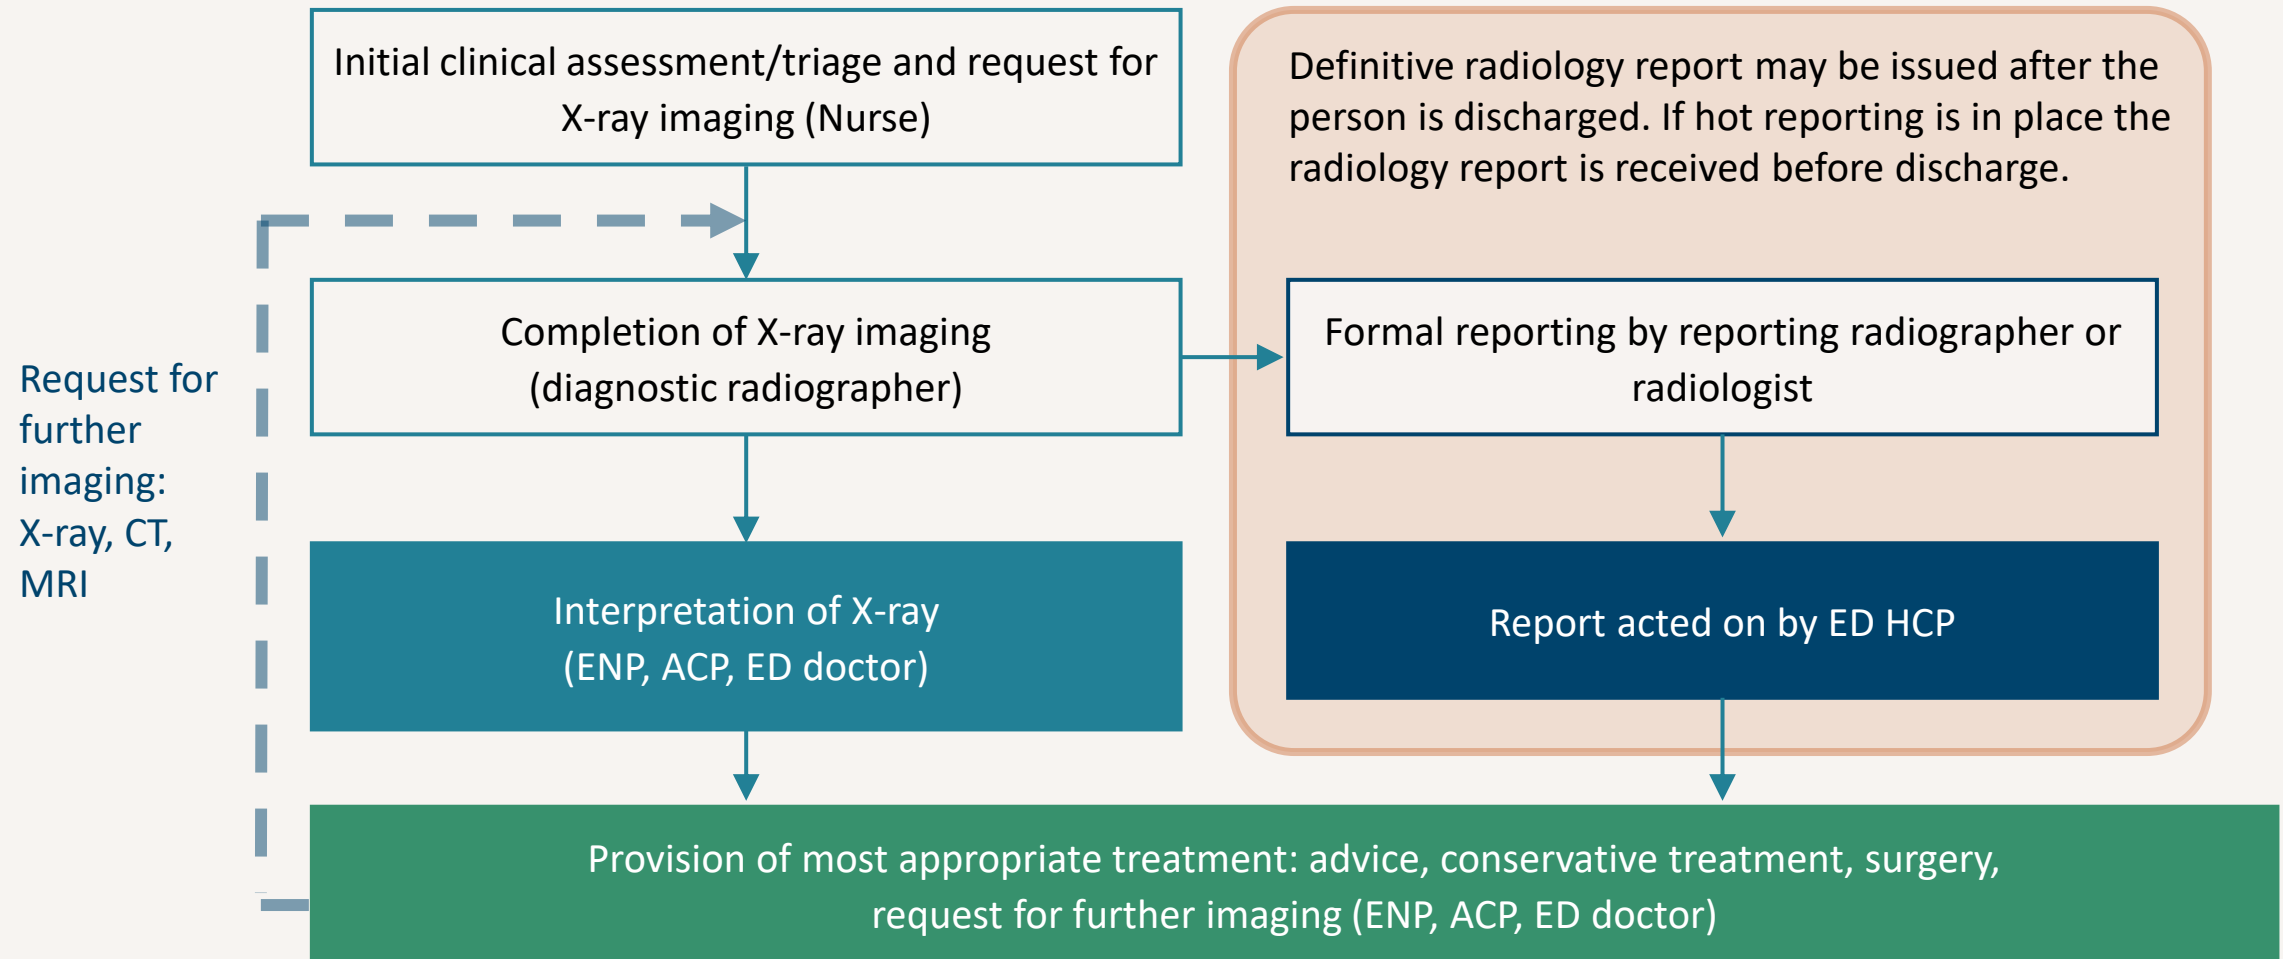 Initial clinical assessment/triage and request for
X-ray imaging (Nurse)
Definitive radiology report may be issued after the
person is discharged. If hot reporting is in place the
radiology report is received before discharge.
Completion of X-ray imaging
(diagnostic radiographer)
Formal reporting by reporting radiographer or
radiologist
Request for
further
imaging:
X-ray, CT,
MRI
Interpretation of X-ray
(ENP, ACP, ED doctor)
Report acted on by ED HCP
Provision of most appropriate treatment: advice, conservative treatment, surgery,
request for further imaging (ENP, ACP, ED doctor)